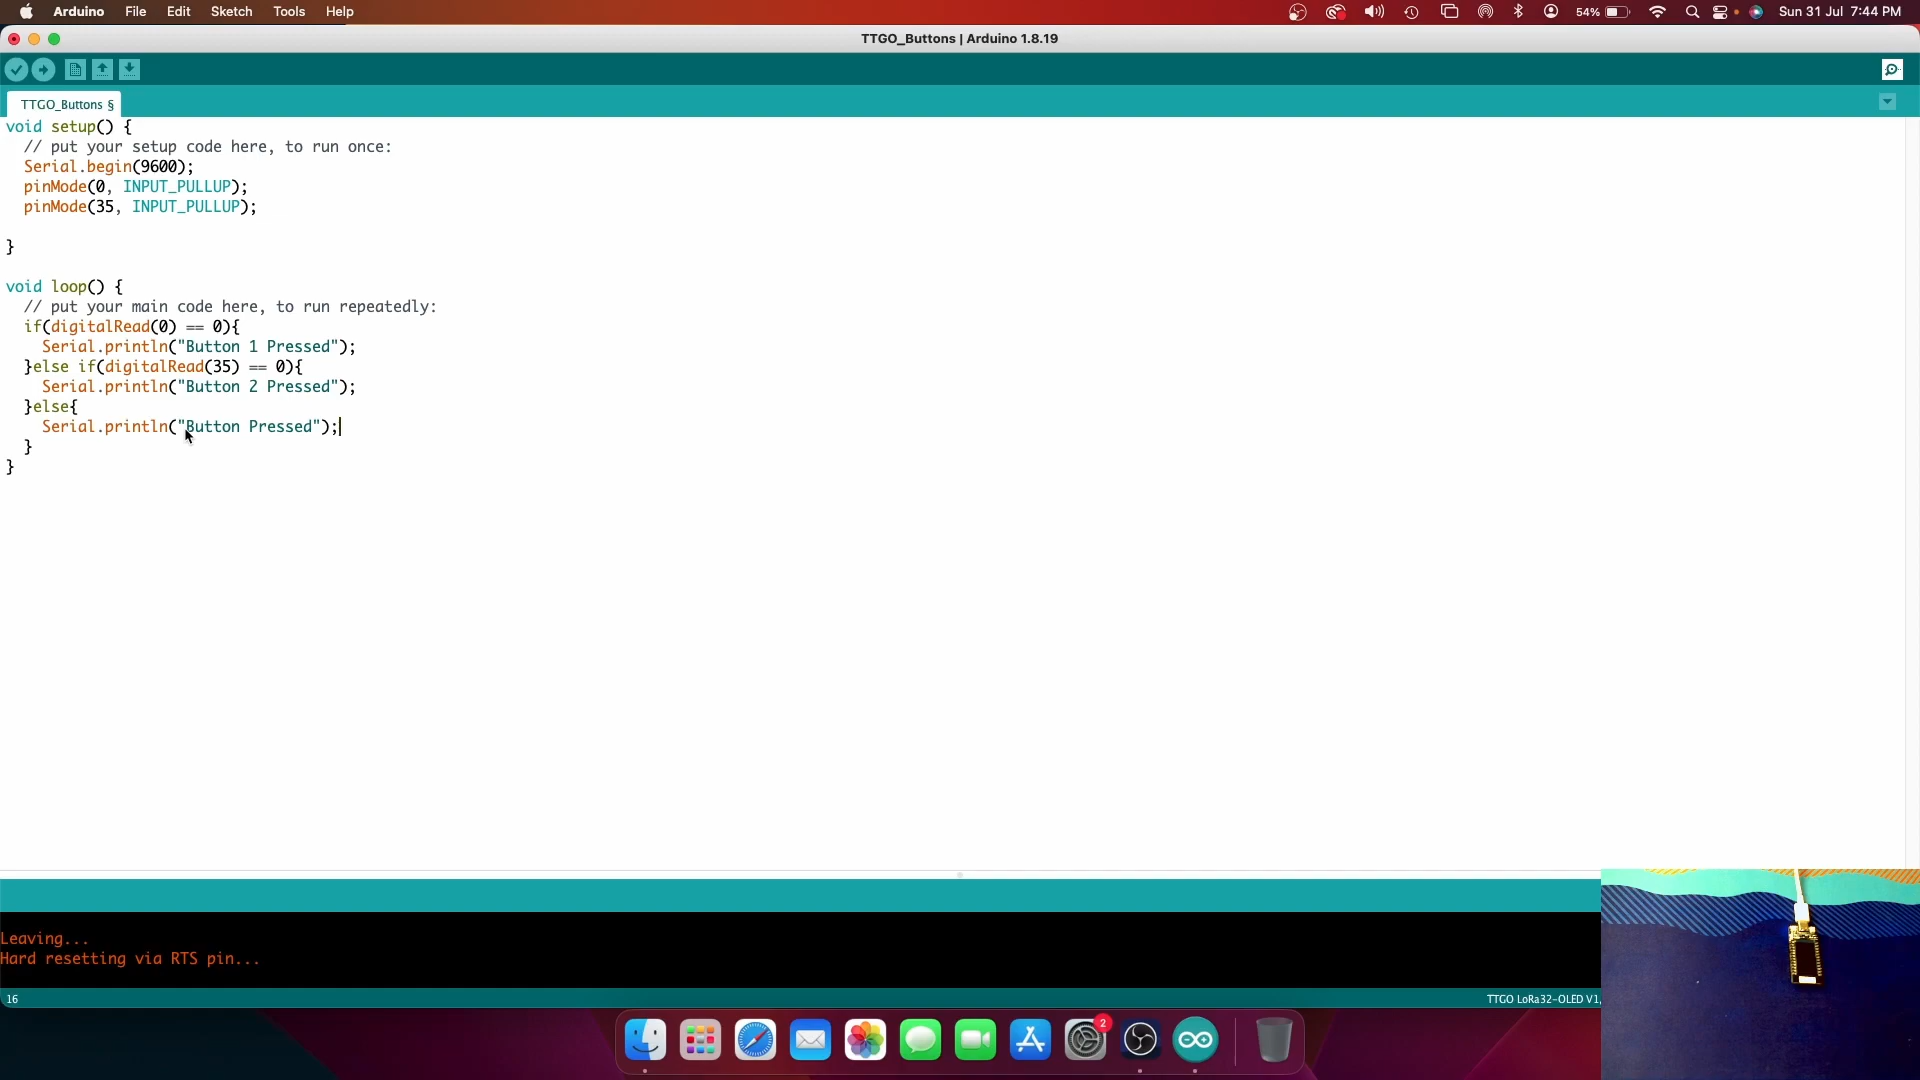 Arduino File Edit Sketch Tools Help 54% Sun 31 Jul 7:44 PM
TTGO_Buttons | Arduino 1.8.19
TTGO_Buttons §
void setup() {
// put your setup code here, to run once:
Serial.begin(9600);
pinMode(0, INPUT_PULLUP);
pinMode(35, INPUT_PULLUP);
}
void loop() {
// put your main code here, to run repeatedly:
if(digitalRead(0) == 0){
Serial.println("Button 1 Pressed");
}else if(digitalRead(35) == 0){
Serial.println("Button 2 Pressed");
}else{
Serial.println("Button Pressed");
}
}
Leaving...
Hard resetting via RTS pin...
16 TTGO LoRa32-OLED V1,
2